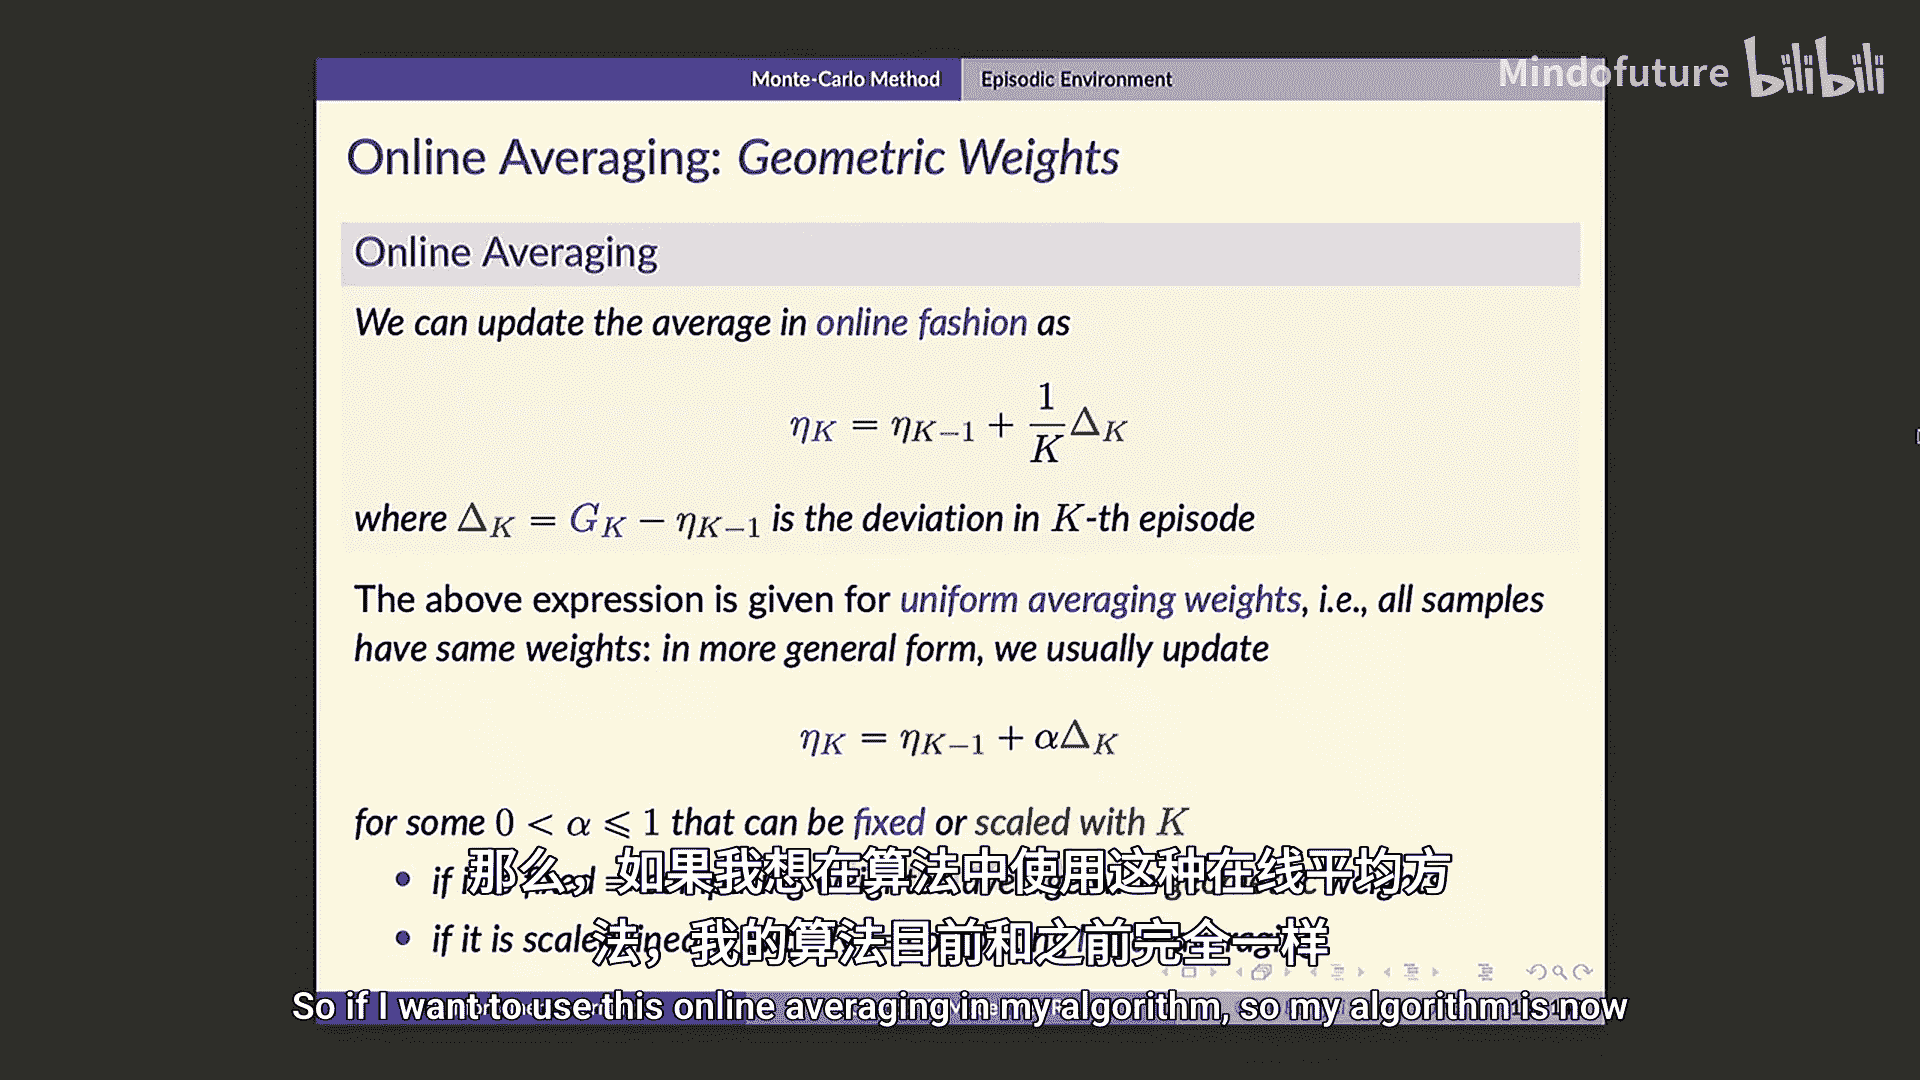 Monte-Carlo Method
Episodic Environment
Mindofuture bilibili
Online Averaging: Geometric Weights
Online Averaging
We can update the average in online fashion as
η_K = η_{K−1} + 1/K Δ_K
where Δ_K = G_K − η_{K−1} is the deviation in K-th episode
The above expression is given for uniform averaging weights, i.e., all samples
have same weights: in more general form, we usually update
η_K = η_{K−1} + αΔ_K
for some 0 < α ⩽ 1 that can be fixed or scaled with K
• if
• if it is
那么，如果我想在算法中使用这种在线平均方
法，我的算法目前和之前完全一样
So if I want to use this online averaging in my algorithm, so my algorithm is now